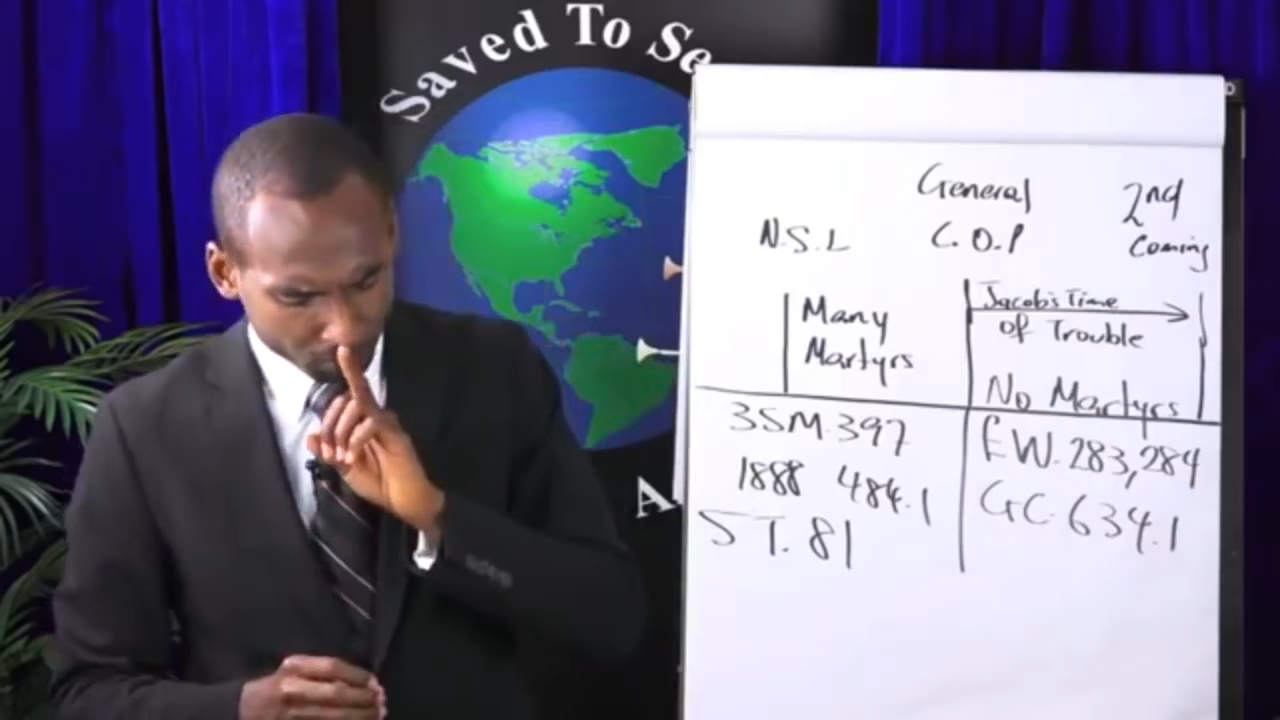 Saved To Se
General
2nd
N.S.L
C.O.P
Coming
Many
Martyrs
Jacob's Time
of Trouble
No Martyrs
3SM.397
EW.283,284
1888 484.1
GC.634.1
5T.81
A